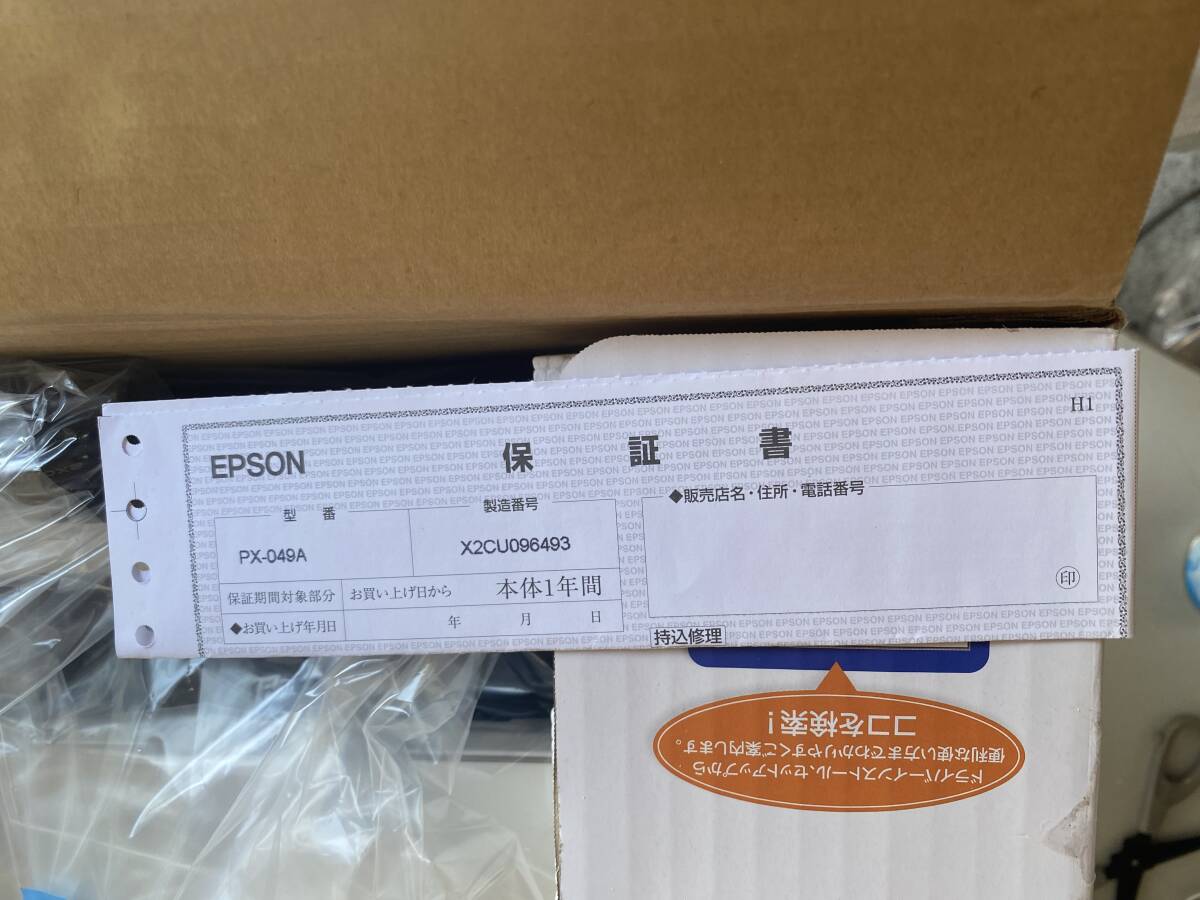 H1
EPSON 保証書
型番 製造番号 ◆販売店名・住所・電話番号
PX-049A X2CU096493
保証期間対象部分 お買い上げ日から 本体1年間 印
◆お買い上げ年月日 年 月 日
持込修理
ドライバーインストール、セットアップから
便利な使い方までわかりやすくご案内します。
ココを検索！